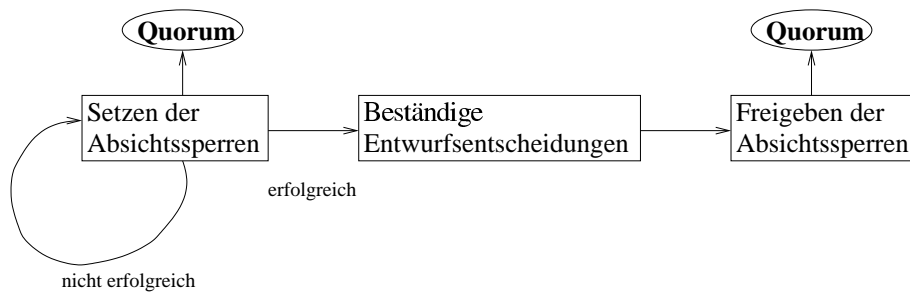 Quorum
Quorum
Setzen der
Absichtssperren
Beständige
Entwurfsentscheidungen
Freigeben der
Absichtssperren
erfolgreich
nicht erfolgreich